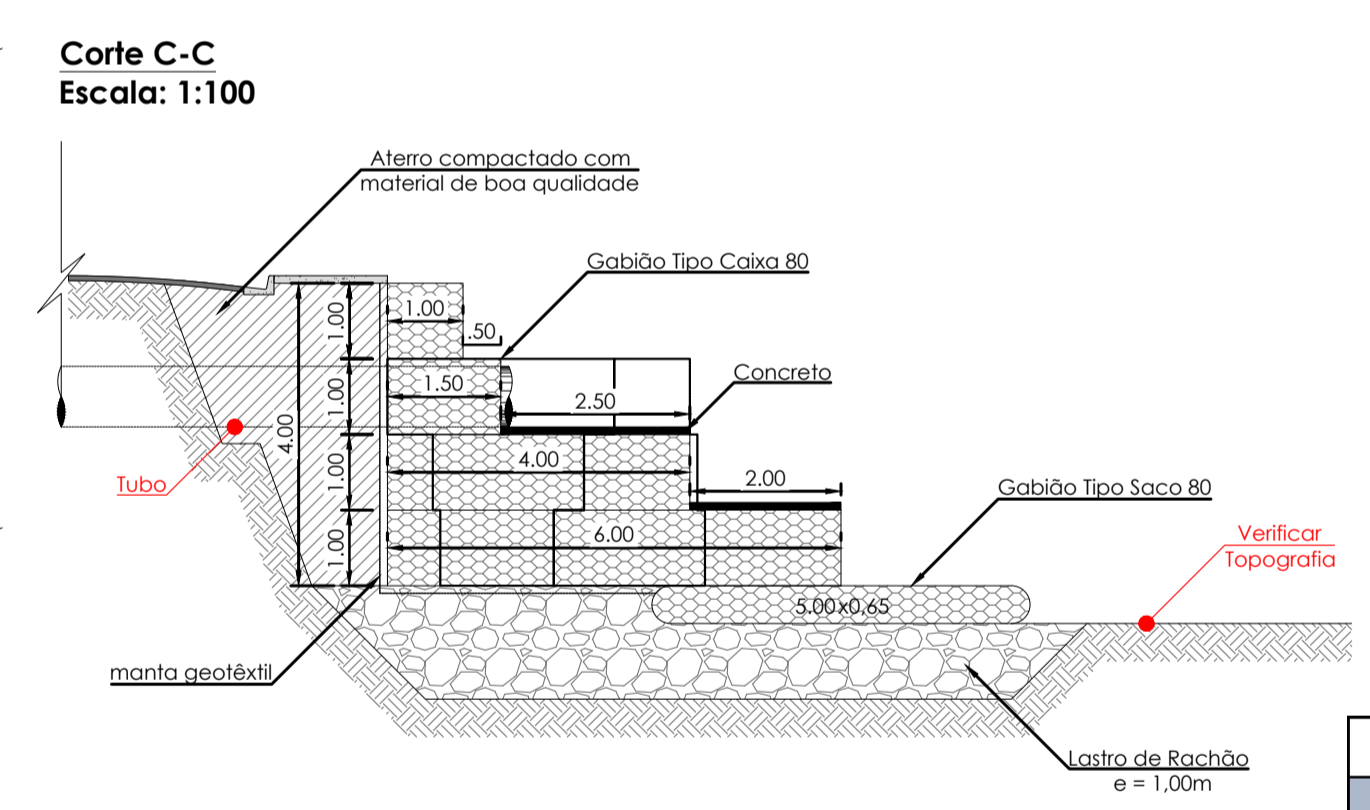 Corte C-C
Escala: 1:100
Aterro compactado com
material de boa qualidade
Gabião Tipo Caixa 80
1.00
1.00
.50
Concreto
1.00
1.50
2.50
4.00
Tubo
1.00
4.00
2.00
Gabião Tipo Saco 80
1.00
6.00
Verificar
Topografia
5.00x0,65
manta geotêxtil
Lastro de Rachão
e = 1,00m